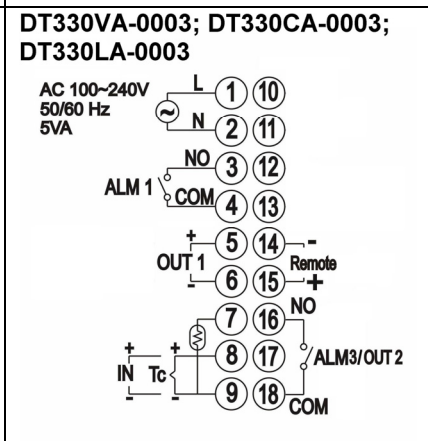 DT330VA-0003; DT330CA-0003;
DT330LA-0003
AC 100~240V
50/60 Hz
5VA
L
1 10
N
2 11
NO
3 12
ALM 1
COM
4 13
+
5 14 -
OUT 1
Remote
-
6 15 +
7 16 NO
+ +
8 17
IN Tc
ALM3/OUT 2
- -
9 18 COM